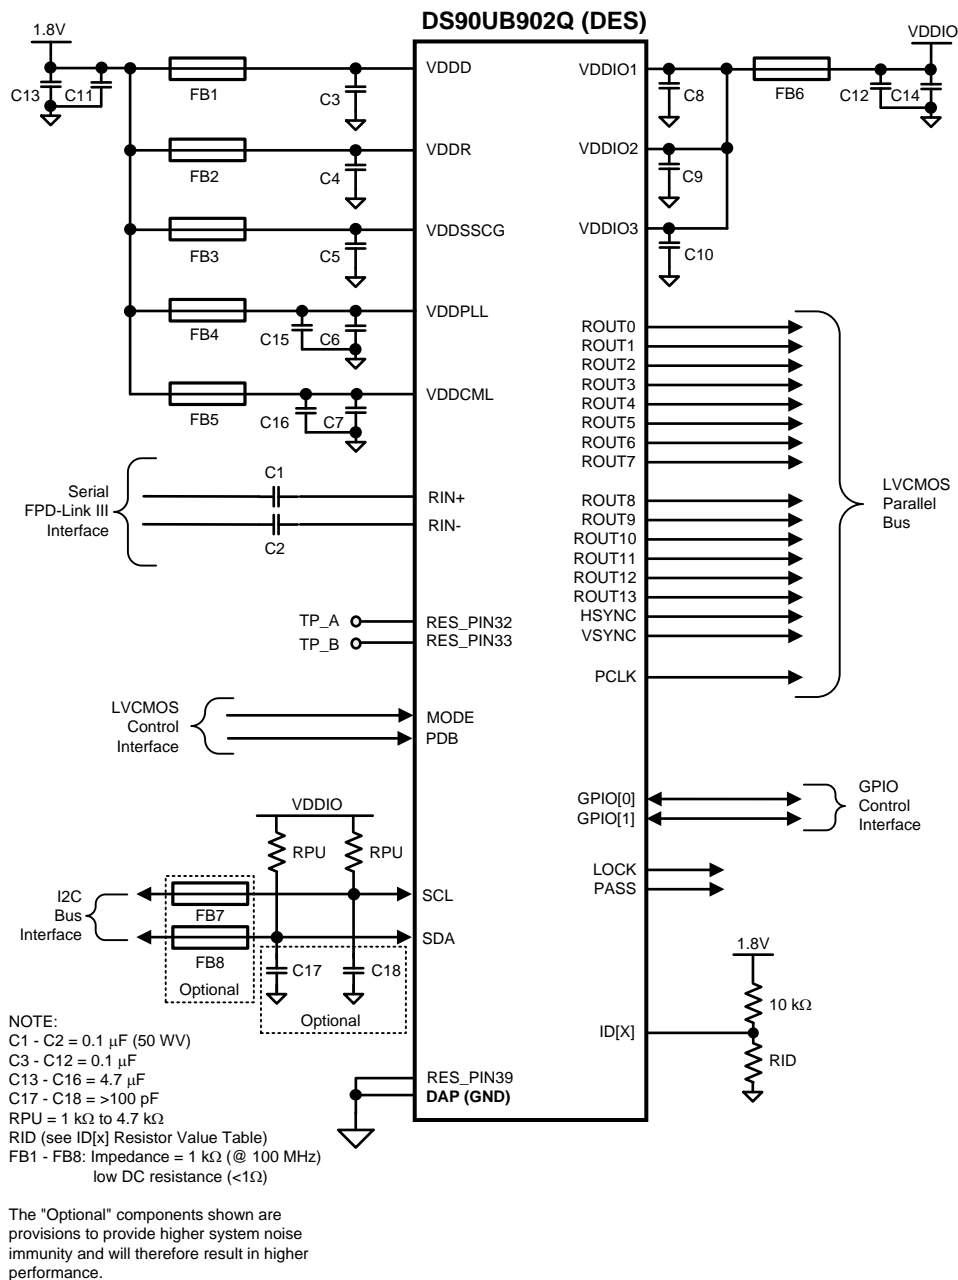 DS90UB902Q (DES)
1.8V
VDDIO
VDDD
VDDIO1
C13
C11
FB1
C3
C8
FB6
C12
C14
VDDR
VDDIO2
FB2
C4
C9
VDDSSCG
VDDIO3
FB3
C5
C10
VDDPLL
FB4
C15
C6
VDDCML
FB5
C16
C7
ROUT0
ROUT1
ROUT2
ROUT3
ROUT4
ROUT5
ROUT6
ROUT7
ROUT8
ROUT9
ROUT10
ROUT11
ROUT12
ROUT13
HSYNC
VSYNC
PCLK
LVCMOS
Parallel
Bus
Serial
FPD-Link III
Interface
C1
C2
RIN+
RIN-
TP_A
TP_B
RES_PIN32
RES_PIN33
LVCMOS
Control
Interface
MODE
PDB
GPIO[0]
GPIO[1]
GPIO
Control
Interface
VDDIO
RPU
RPU
LOCK
PASS
I2C
Bus
Interface
FB7
FB8
Optional
SCL
SDA
C17
C18
Optional
1.8V
10 kΩ
ID[X]
RID
RES_PIN39
DAP (GND)
NOTE:
C1 - C2 = 0.1 μF (50 WV)
C3 - C12 = 0.1 μF
C13 - C16 = 4.7 μF
C17 - C18 = >100 pF
RPU = 1 kΩ to 4.7 kΩ
RID (see ID[x] Resistor Value Table)
FB1 - FB8: Impedance = 1 kΩ (@ 100 MHz)
low DC resistance (<1Ω)
The "Optional" components shown are
provisions to provide higher system noise
immunity and will therefore result in higher
performance.